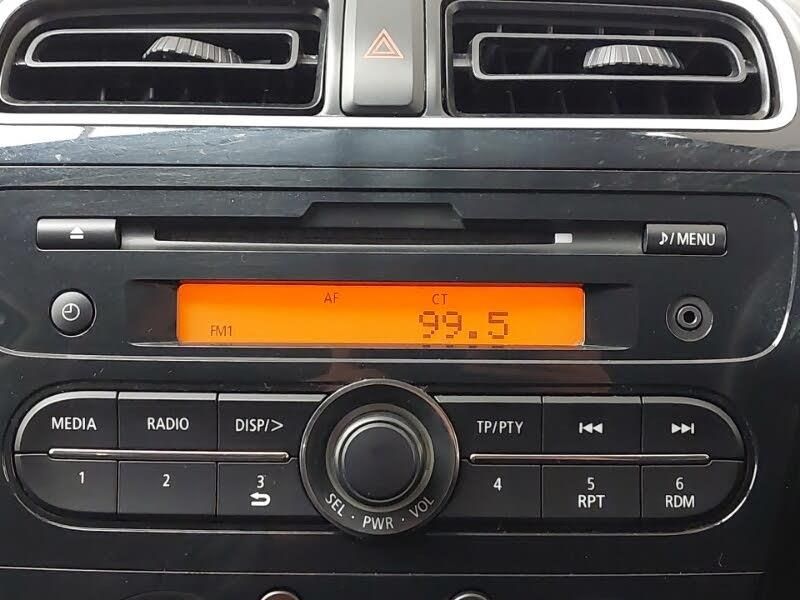 ♪/MENU
AF CT
FM1 99.5
MEDIA RADIO DISP/> TP/PTY
1 2 3 4 5 6
RPT RDM
SEL · PWR · VOL